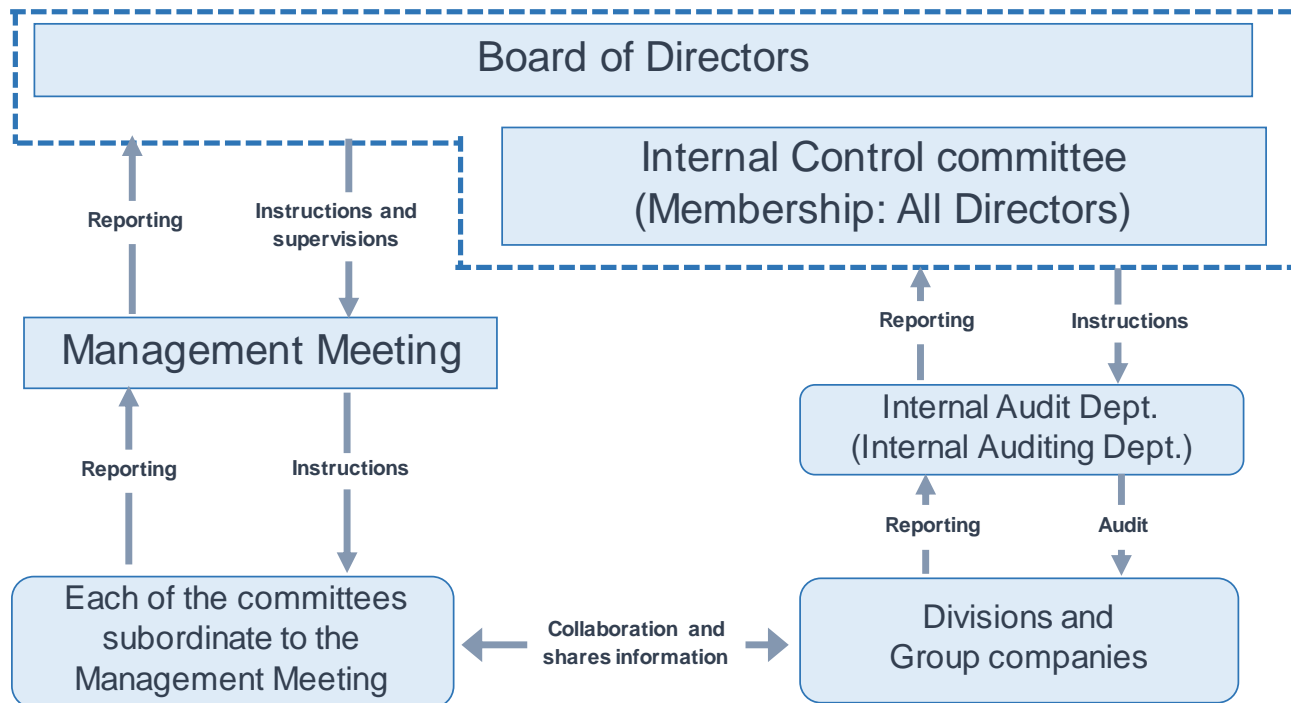 Board of Directors
Internal Control committee
(Membership: All Directors)
Reporting
Instructions and
supervisions
Reporting
Instructions
Management Meeting
Internal Audit Dept.
(Internal Auditing Dept.)
Reporting
Instructions
Reporting
Audit
Each of the committees
subordinate to the
Management Meeting
Collaboration and
shares information
Divisions and
Group companies